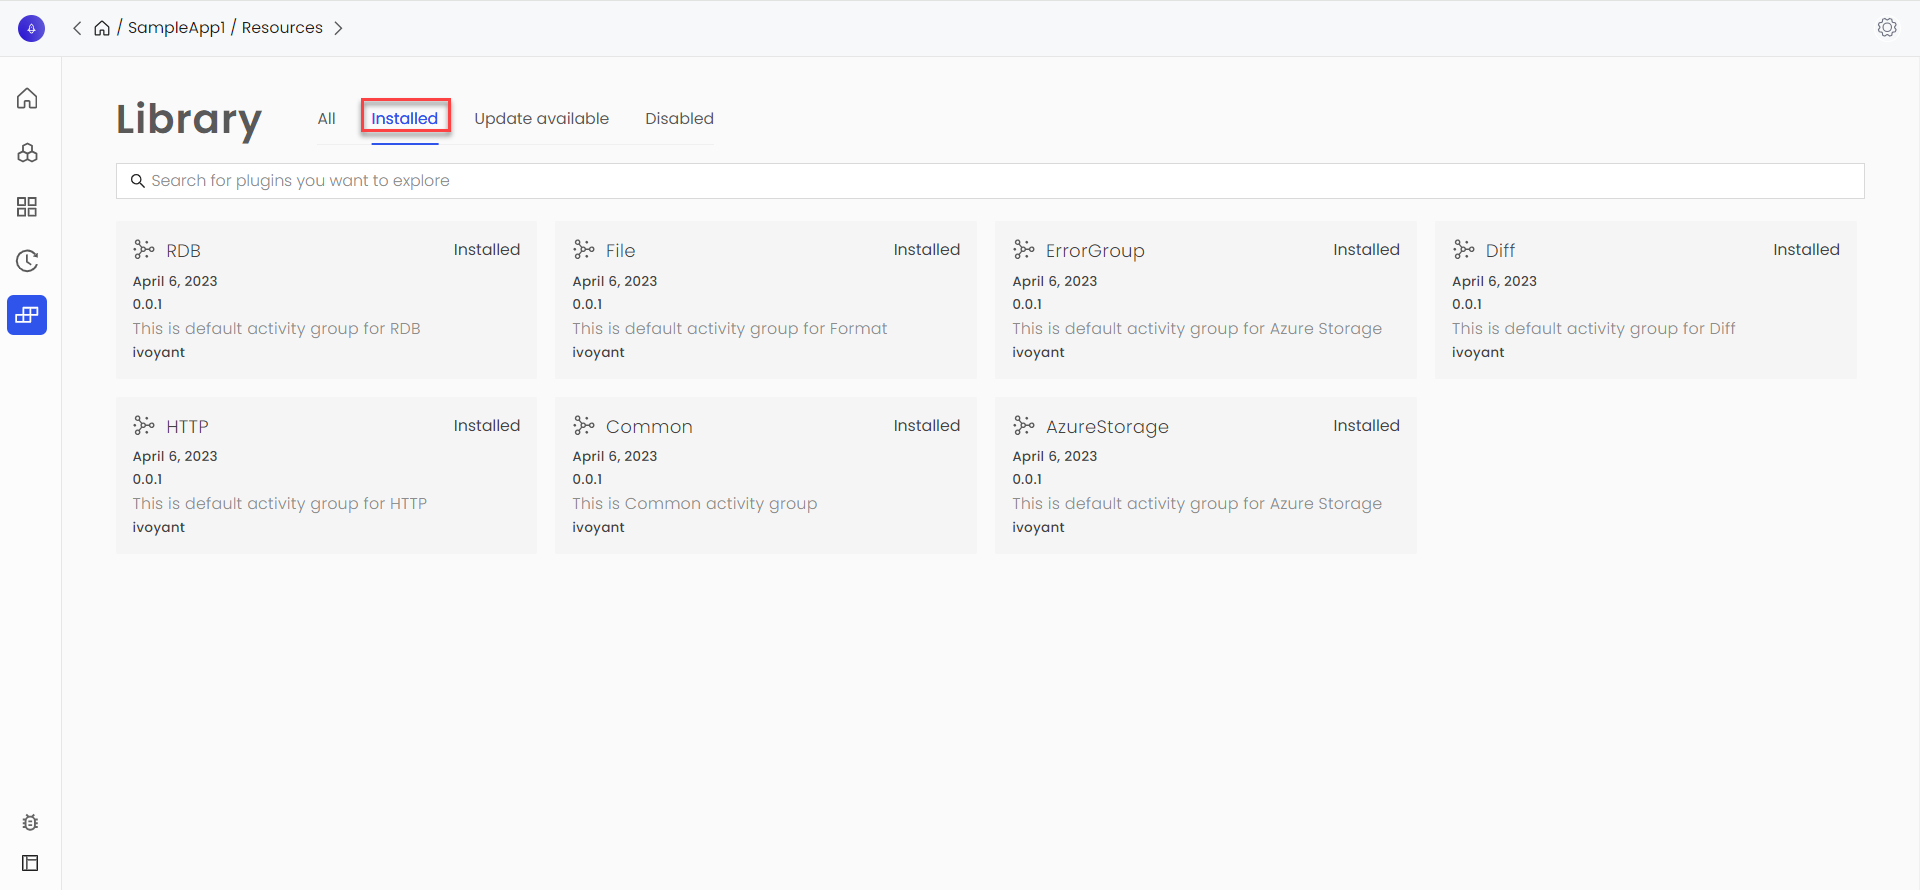 / SampleApp1 / Resources
Library
All Installed Update available Disabled
Search for plugins you want to explore
RDB Installed
April 6, 2023
0.0.1
This is default activity group for RDB
ivoyant
File Installed
April 6, 2023
0.0.1
This is default activity group for Format
ivoyant
ErrorGroup Installed
April 6, 2023
0.0.1
This is default activity group for Azure Storage
ivoyant
Diff Installed
April 6, 2023
0.0.1
This is default activity group for Diff
ivoyant
HTTP Installed
April 6, 2023
0.0.1
This is default activity group for HTTP
ivoyant
Common Installed
April 6, 2023
0.0.1
This is Common activity group
ivoyant
AzureStorage Installed
April 6, 2023
0.0.1
This is default activity group for Azure Storage
ivoyant